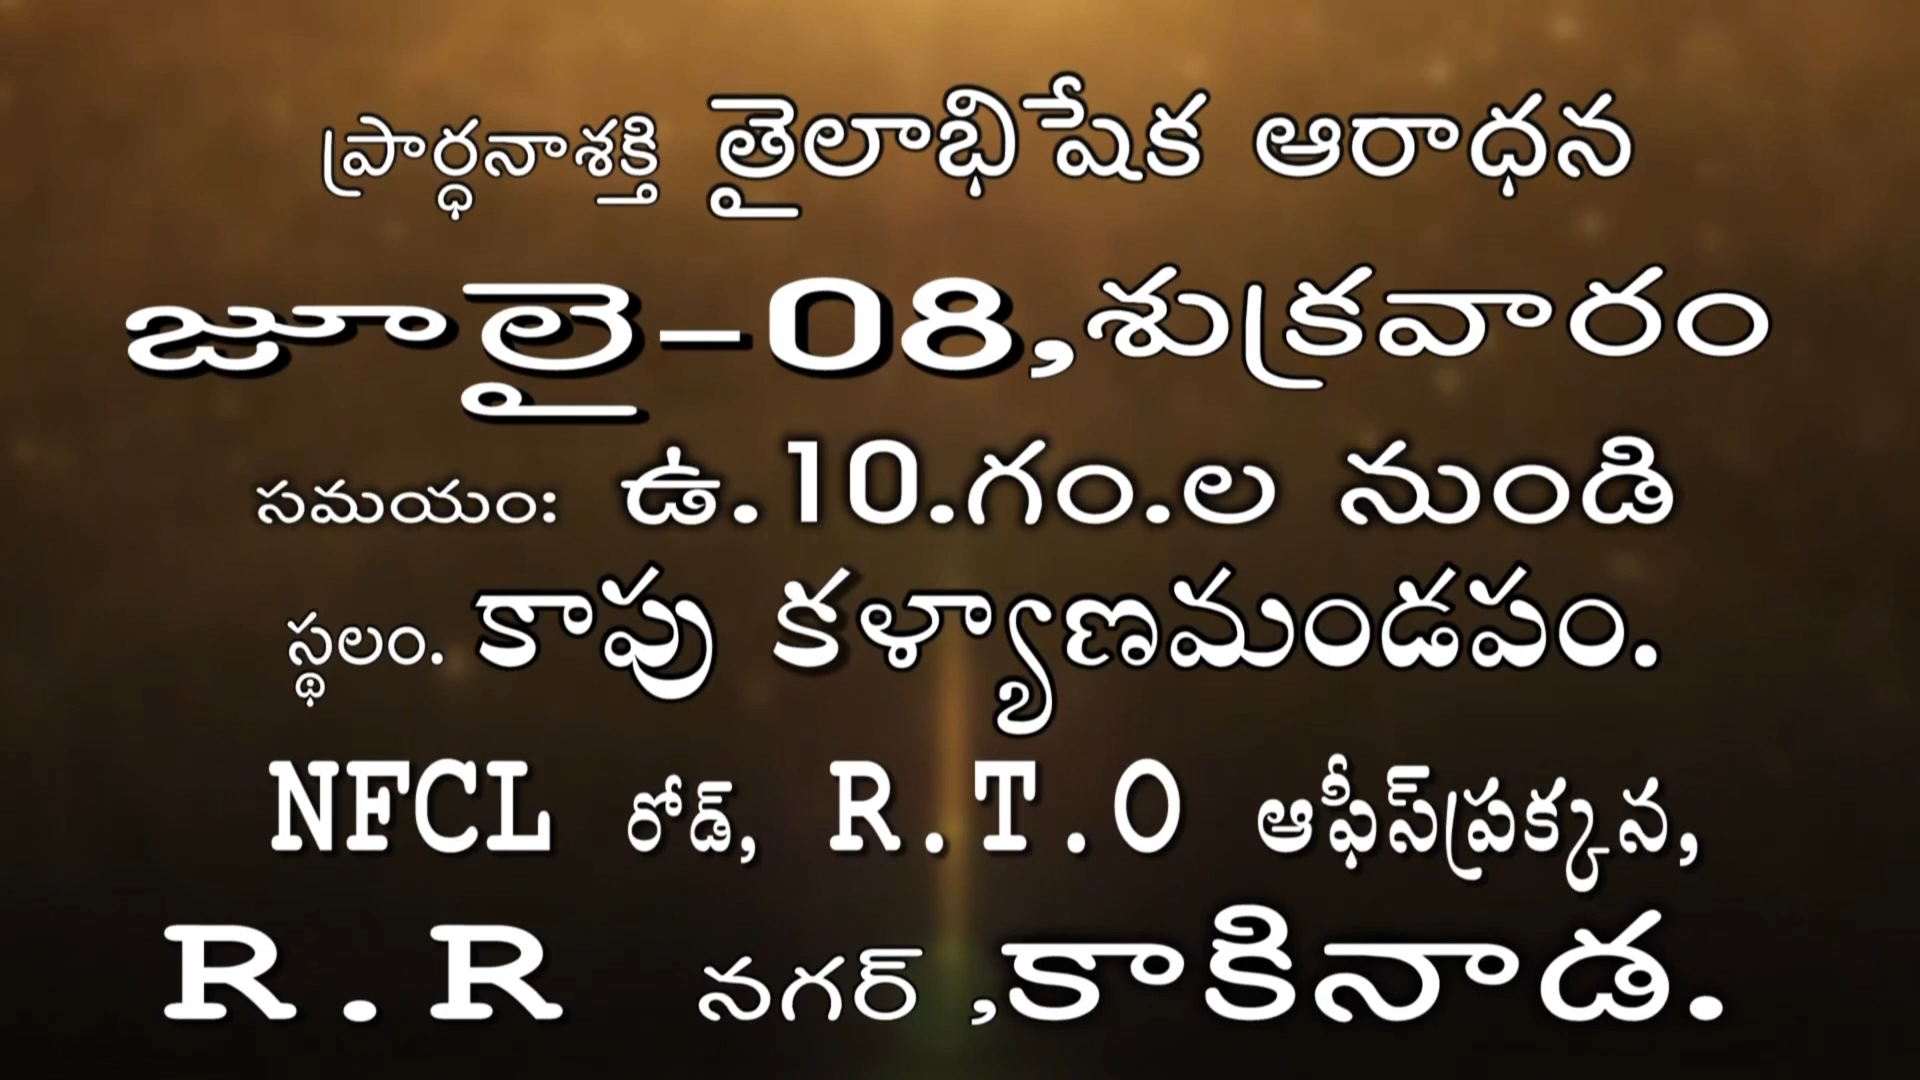 ప్రార్ధనాశక్తి తైలాభిషేక ఆరాధన
జూలై-08,శుక్రవారం
సమయం: ఉ.10.గం.ల నుండి
స్థలం. కాపు కళ్యాణమండపం.
NFCL రోడ్, R.T.O ఆఫీస్‌ప్రక్కన,
R.R నగర్ ,కాకినాడ.